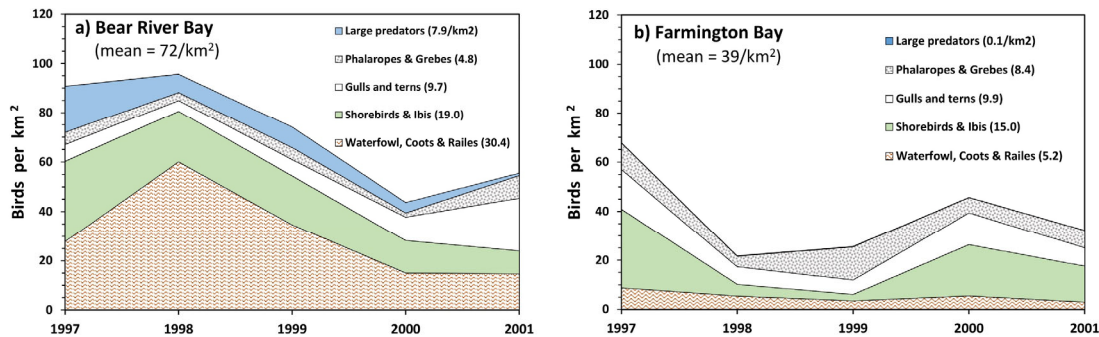 a) Bear River Bay
(mean = 72/km²)
Large predators (7.9/km2)
Phalaropes & Grebes (4.8)
Gulls and terns (9.7)
Shorebirds & Ibis (19.0)
Waterfowl, Coots & Railes (30.4)
Birds per km²
120
100
80
60
40
20
0
1997 1998 1999 2000 2001
b) Farmington Bay
(mean = 39/km²)
Large predators (0.1/km2)
Phalaropes & Grebes (8.4)
Gulls and terns (9.9)
Shorebirds & Ibis (15.0)
Waterfowl, Coots & Railes (5.2)
Birds per km²
120
100
80
60
40
20
0
1997 1998 1999 2000 2001